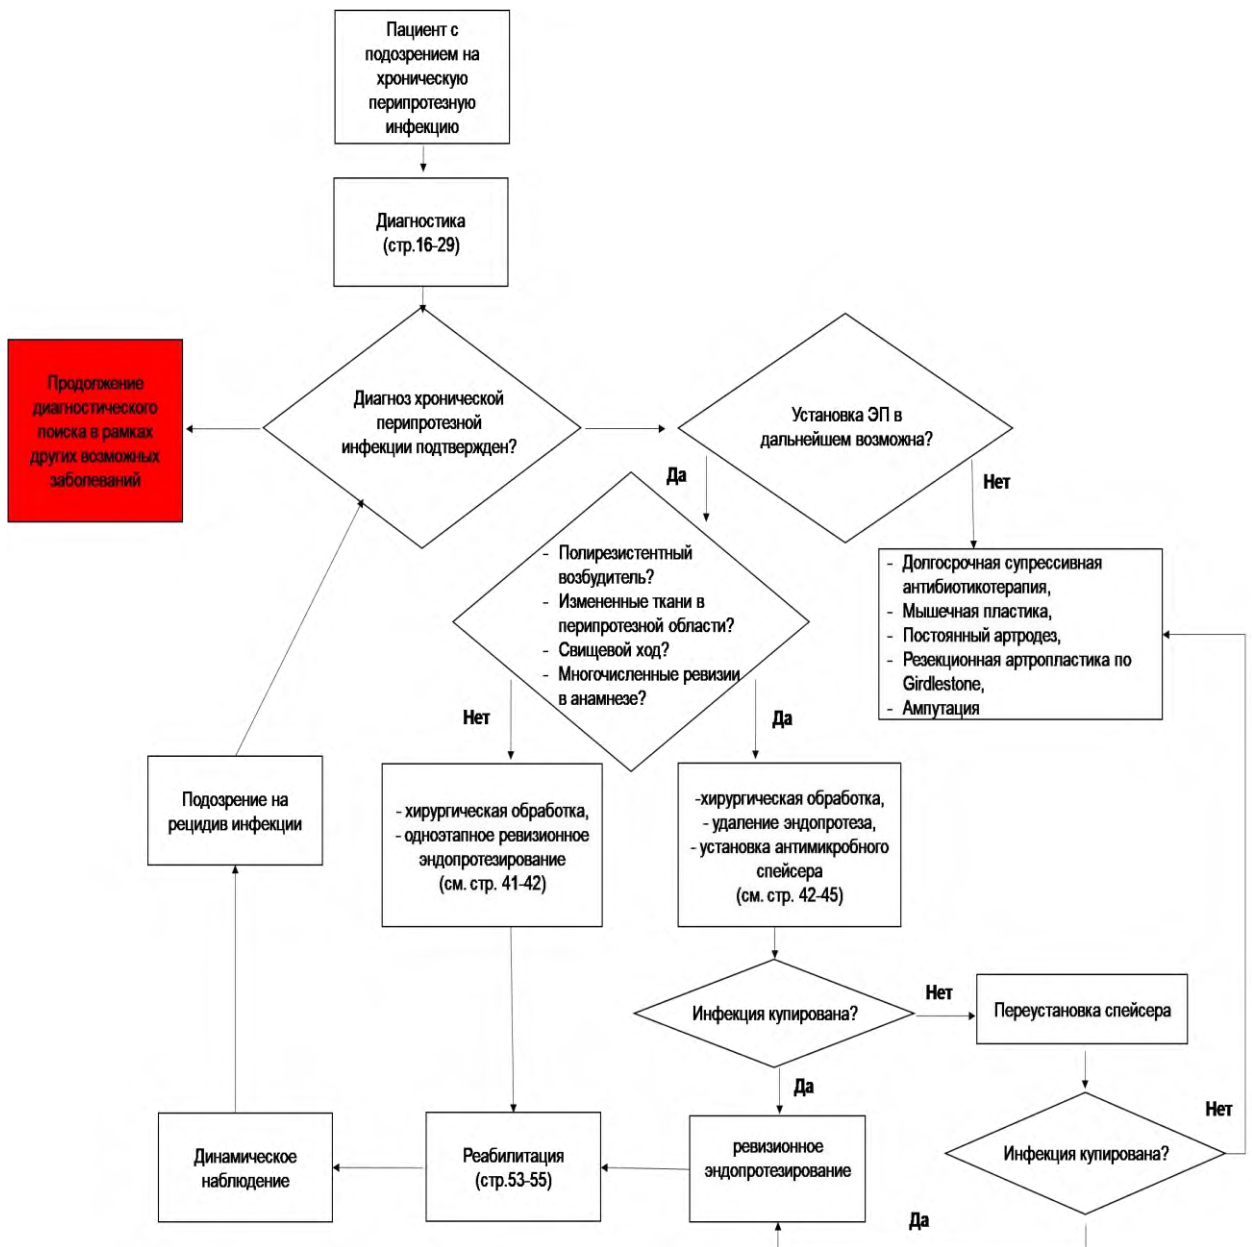 Пациент с
подозрением на
хроническую
перипротезную
инфекцию
Диагностика
(стр.16-29)
Продолжение
диагностического
поиска в рамках
других возможных
заболеваний
Диагноз хронической
перипротезной
инфекции подтвержден?
Установка ЭП в
дальнейшем возможна?
Да
Нет
- Полирезистентный
возбудитель?
- Измененные ткани в
перипротезной области?
- Свищевой ход?
- Многочисленные ревизии
в анамнезе?
- Долгосрочная супрессивная
антибиотикотерапия,
- Мышечная пластика,
- Постоянный артродез,
- Резекционная артропластика по
Girdlestone,
- Ампутация
Нет
Да
Подозрение на
рецидив инфекции
- хирургическая обработка,
- одноэтапное ревизионное
эндопротезирование
(см. стр. 41-42)
-хирургическая обработка,
- удаление эндопротеза,
- установка антимикробного
спейсера
(см. стр. 42-45)
Инфекция купирована?
Нет
Переустановка спейсера
Да
Нет
Динамическое
наблюдение
Реабилитация
(стр.53-55)
ревизионное
эндопротезирование
Инфекция купирована?
Да